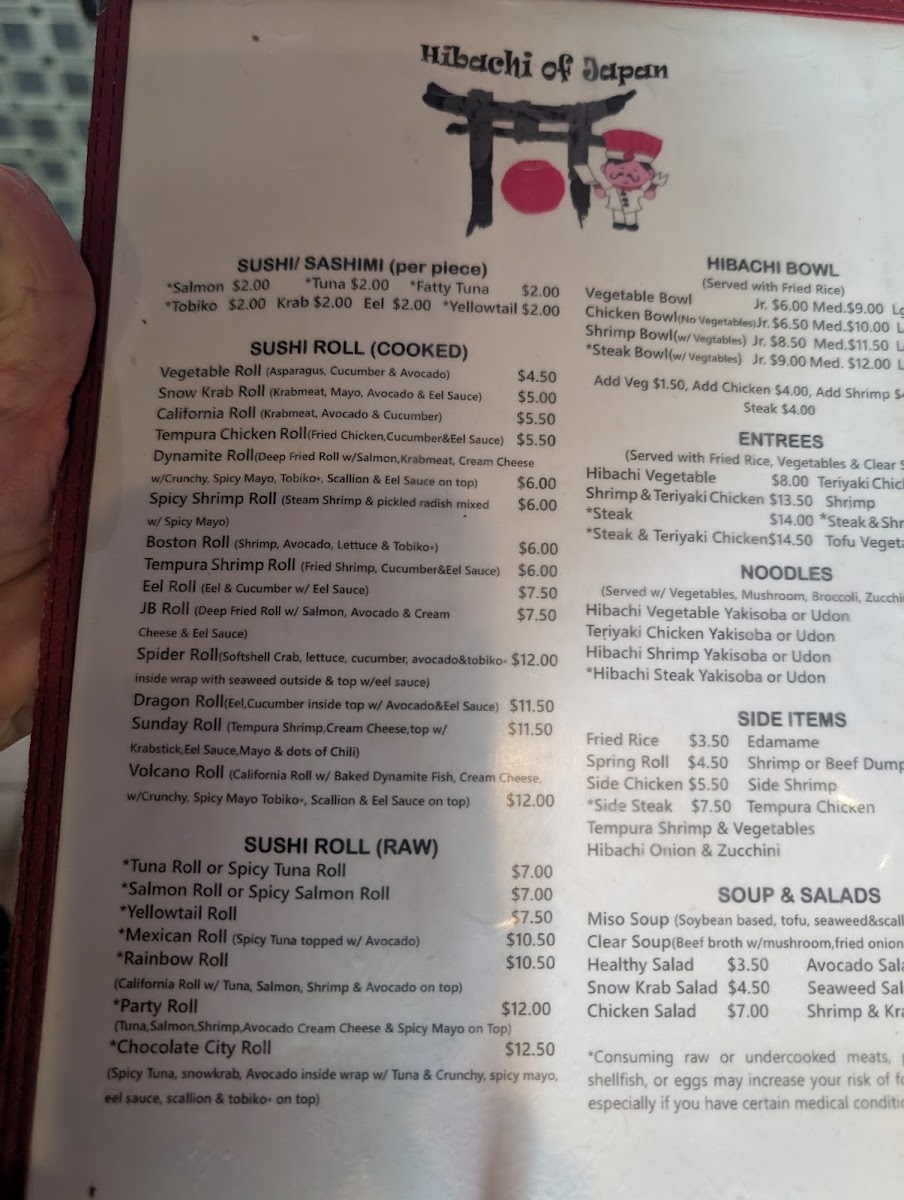 Hibachi of Japan
SUSHI/ SASHIMI (per piece)
*Salmon $2.00 *Tuna $2.00 *Fatty Tuna $2.00
*Tobiko $2.00 Krab $2.00 Eel $2.00 *Yellowtail $2.00
SUSHI ROLL (COOKED)
Vegetable Roll (Asparagus, Cucumber & Avocado) $4.50
Snow Krab Roll (Krabmeat, Mayo, Avocado & Eel Sauce) $5.00
California Roll (Krabmeat, Avocado & Cucumber) $5.50
Tempura Chicken Roll(Fried Chicken,Cucumber&Eel Sauce) $5.50
Dynamite Roll(Deep Fried Roll w/Salmon,Krabmeat, Cream Cheese
w/Crunchy, Spicy Mayo, Tobiko*, Scallion & Eel Sauce on top) $6.00
Spicy Shrimp Roll (Steam Shrimp & pickled radish mixed $6.00
w/ Spicy Mayo)
Boston Roll (Shrimp, Avocado, Lettuce & Tobiko*) $6.00
Tempura Shrimp Roll (Fried Shrimp, Cucumber&Eel Sauce) $6.00
Eel Roll (Eel & Cucumber w/ Eel Sauce) $7.50
JB Roll (Deep Fried Roll w/ Salmon, Avocado & Cream $7.50
Cheese & Eel Sauce)
Spider Roll(Softshell Crab, lettuce, cucumber, avocado&tobiko* $12.00
inside wrap with seaweed outside & top w/eel sauce)
Dragon Roll(Eel,Cucumber inside top w/ Avocado&Eel Sauce) $11.50
Sunday Roll (Tempura Shrimp,Cream Cheese,top w/ $11.50
Krabstick,Eel Sauce,Mayo & dots of Chili)
Volcano Roll (California Roll w/ Baked Dynamite Fish, Cream Cheese,
w/Crunchy, Spicy Mayo Tobiko*, Scallion & Eel Sauce on top) $12.00
SUSHI ROLL (RAW)
*Tuna Roll or Spicy Tuna Roll $7.00
*Salmon Roll or Spicy Salmon Roll $7.00
*Yellowtail Roll $7.50
*Mexican Roll (Spicy Tuna topped w/ Avocado) $10.50
*Rainbow Roll $10.50
(California Roll w/ Tuna, Salmon, Shrimp & Avocado on top)
*Party Roll $12.00
(Tuna,Salmon,Shrimp,Avocado Cream Cheese & Spicy Mayo on Top)
*Chocolate City Roll $12.50
(Spicy Tuna, snowkrab, Avocado inside wrap w/ Tuna & Crunchy, spicy mayo,
eel sauce, scallion & tobiko* on top)
HIBACHI BOWL
(Served with Fried Rice)
Vegetable Bowl Jr. $6.00 Med.$9.00
Chicken Bowl(No Vegetables)Jr. $6.50 Med.$10.00
Shrimp Bowl(w/ Vegtables) Jr. $8.50 Med.$11.50
*Steak Bowl(w/ Vegtables) Jr. $9.00 Med. $12.00
Add Veg $1.50, Add Chicken $4.00, Add Shrimp
Steak $4.00
ENTREES
(Served with Fried Rice, Vegetables & Clear
Hibachi Vegetable $8.00 Teriyaki
Shrimp & Teriyaki Chicken $13.50 Shrimp
*Steak $14.00 *Steak &
*Steak & Teriyaki Chicken$14.50 Tofu
NOODLES
(Served w/ Vegetables, Mushroom, Broccoli,
Hibachi Vegetable Yakisoba or Udon
Teriyaki Chicken Yakisoba or Udon
Hibachi Shrimp Yakisoba or Udon
*Hibachi Steak Yakisoba or Udon
SIDE ITEMS
Fried Rice $3.50 Edamame
Spring Roll $4.50 Shrimp or Beef
Side Chicken $5.50 Side Shrimp
*Side Steak $7.50 Tempura Chicken
Tempura Shrimp & Vegetables
Hibachi Onion & Zucchini
SOUP & SALADS
Miso Soup (Soybean based, tofu,
Clear Soup(Beef broth w/mushroom,fried onion
Healthy Salad $3.50 Avocado
Snow Krab Salad $4.50 Seaweed
Chicken Salad $7.00 Shrimp &
*Consuming raw or undercooked meats,
shellfish, or eggs may increase your risk of
especially if you have certain medical